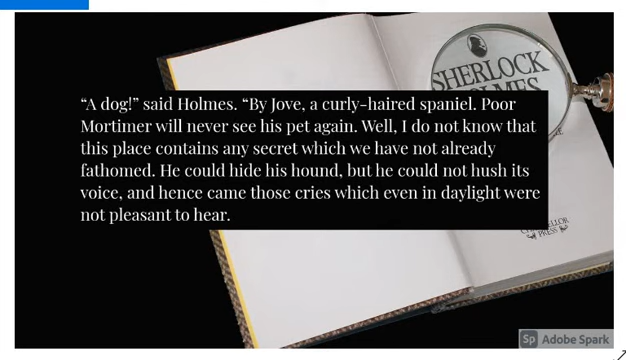 SHERLOCK
HOLMES
“A dog!” said Holmes. “By Jove, a curly-haired spaniel. Poor
Mortimer will never see his pet again. Well, I do not know that
this place contains any secret which we have not already
fathomed. He could hide his hound, but he could not hush its
voice, and hence came those cries which even in daylight were
not pleasant to hear.
PRESS
Sp Adobe Spark